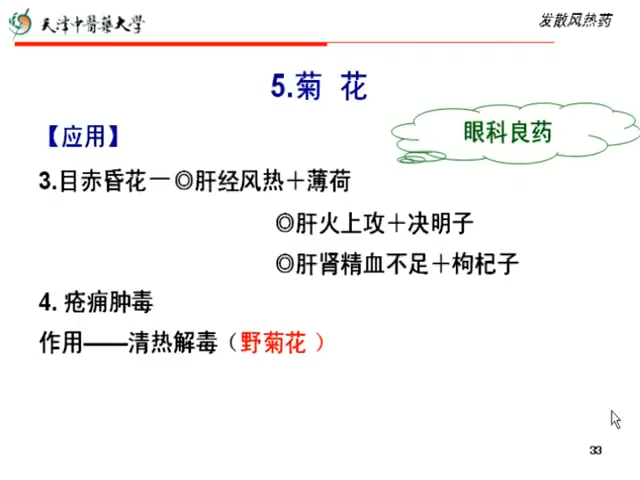 天津中醫藥大學
发散风热药
5.菊 花
【应用】
眼科良药
3.目赤昏花－◎肝经风热＋薄荷
◎肝火上攻＋决明子
◎肝肾精血不足＋枸杞子
4. 疮痈肿毒
作用——清热解毒（野菊花 ）
33